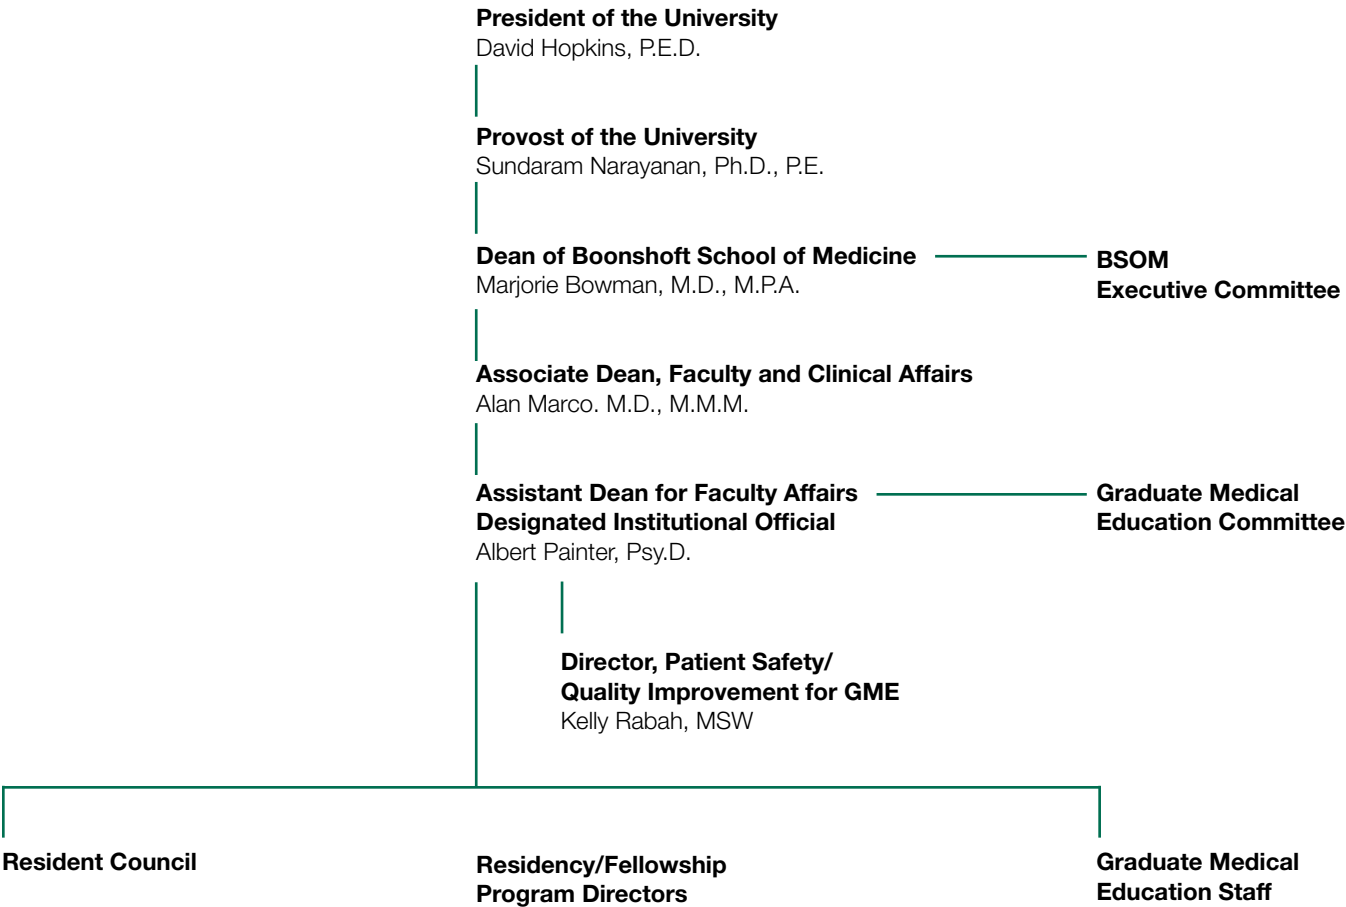 President of the University
David Hopkins, P.E.D.
Provost of the University
Sundaram Narayanan, Ph.D., P.E.
Dean of Boonshoft School of Medicine
Marjorie Bowman, M.D., M.P.A.
BSOM
Executive Committee
Associate Dean, Faculty and Clinical Affairs
Alan Marco. M.D., M.M.M.
Assistant Dean for Faculty Affairs
Designated Institutional Official
Albert Painter, Psy.D.
Graduate Medical
Education Committee
Director, Patient Safety/
Quality Improvement for GME
Kelly Rabah, MSW
Resident Council
Residency/Fellowship
Program Directors
Graduate Medical
Education Staff